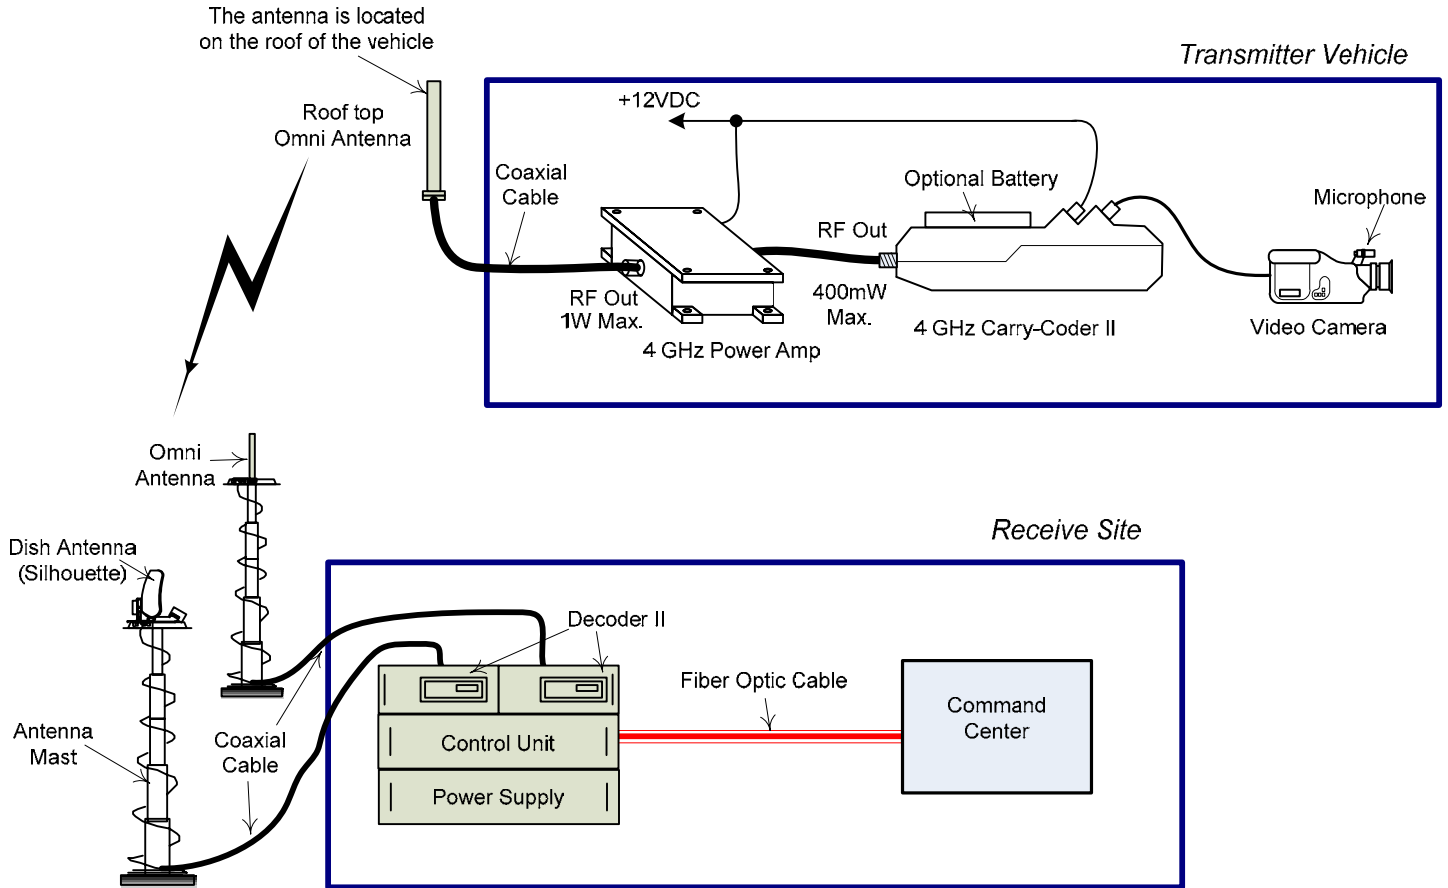 The antenna is located
on the roof of the vehicle
Transmitter Vehicle
Roof top
Omni Antenna
+12VDC
Coaxial
Cable
Optional Battery
Microphone
RF Out
RF Out
1W Max.
400mW
Max.
4 GHz Power Amp
4 GHz Carry-Coder II
Video Camera
Omni
Antenna
Receive Site
Dish Antenna
(Silhouette)
Decoder II
Fiber Optic Cable
Command
Center
Antenna
Mast
Coaxial
Cable
Control Unit
Power Supply